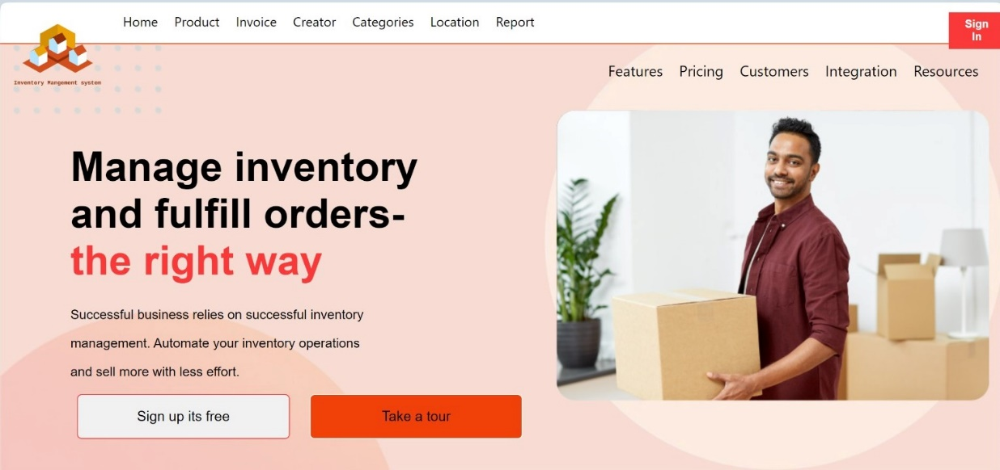 Home Product Invoice Creator Categories Location Report
Sign
In
Inventory Mangement system
Features Pricing Customers Integration Resources
Manage inventory
and fulfill orders-
the right way
Successful business relies on successful inventory
management. Automate your inventory operations
and sell more with less effort.
Sign up its free
Take a tour